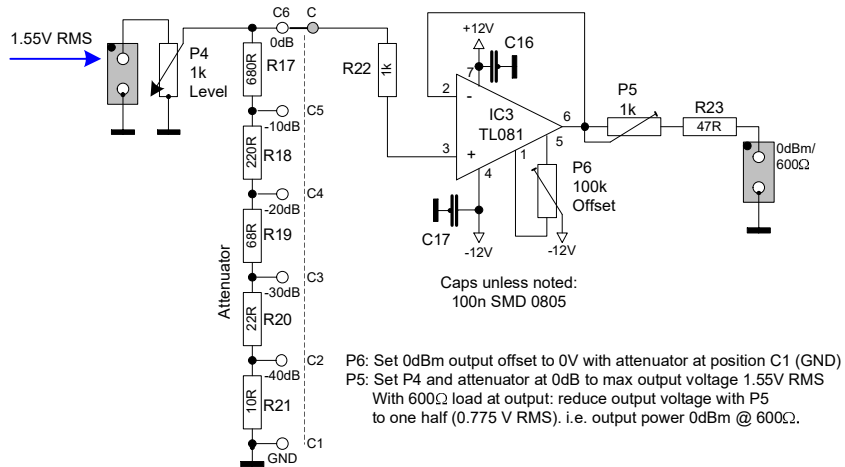 1.55V RMS
P4
1k
Level
C6
0dB
C
680R
R17
C5
-10dB
220R
R18
C4
-20dB
68R
R19
C3
-30dB
22R
R20
C2
-40dB
10R
R21
C1
GND
Attenuator
R22
1k
+12V
C16
7
2
-
IC3
TL081
6
3
+
1
5
4
C17
-12V
P6
100k
Offset
-12V
P5
1k
R23
47R
0dBm/
600Ω
Caps unless noted:
100n SMD 0805
P6: Set 0dBm output offset to 0V with attenuator at position C1 (GND)
P5: Set P4 and attenuator at 0dB to max output voltage 1.55V RMS
With 600Ω load at output: reduce output voltage with P5
to one half (0.775 V RMS). i.e. output power 0dBm @ 600Ω.